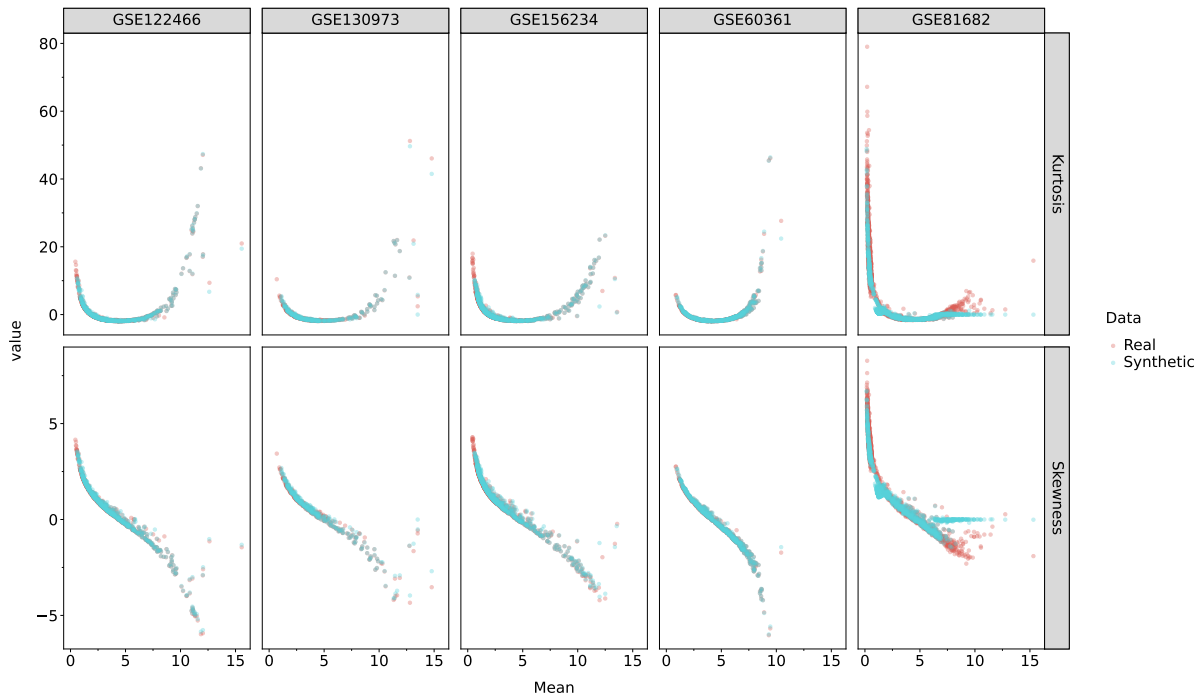 GSE122466 GSE130973 GSE156234 GSE60361 GSE81682
80
60
40
20
0
Kurtosis
value
5
0
−5
Skewness
0 5 10 15 0 5 10 15 0 5 10 15 0 5 10 15 0 5 10 15
Mean
Data
Real
Synthetic